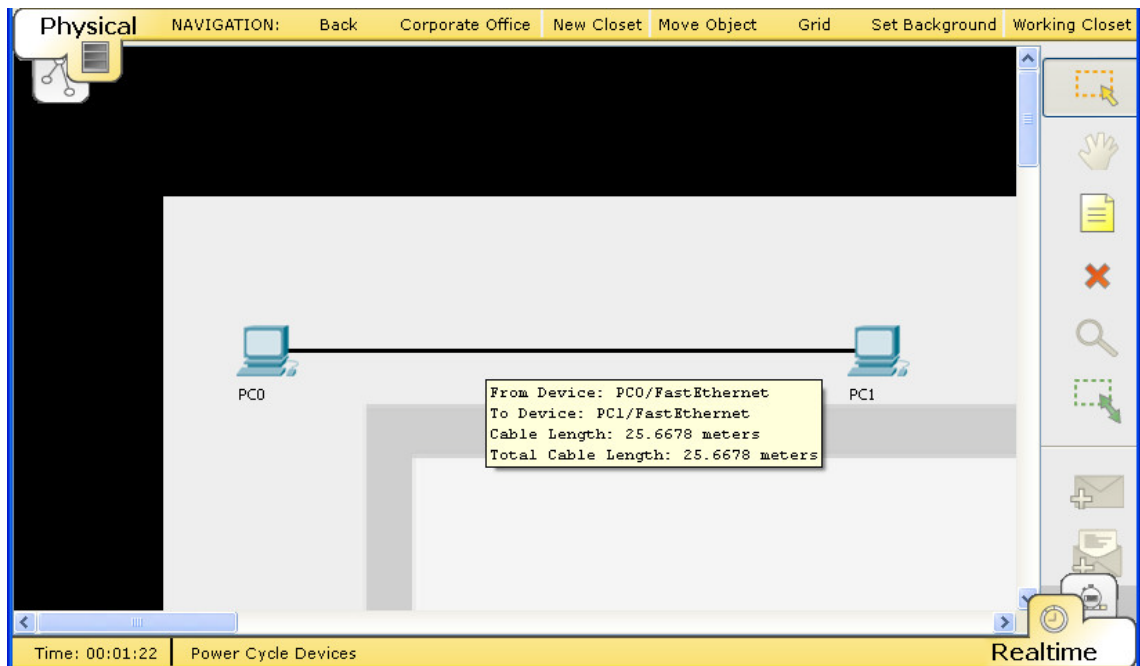 Physical NAVIGATION: Back Corporate Office New Closet Move Object Grid Set Background Working Closet
PC0
PC1
From Device: PC0/FastEthernet
To Device: PC1/FastEthernet
Cable Length: 25.6678 meters
Total Cable Length: 25.6678 meters
Time: 00:01:22 Power Cycle Devices Realtime